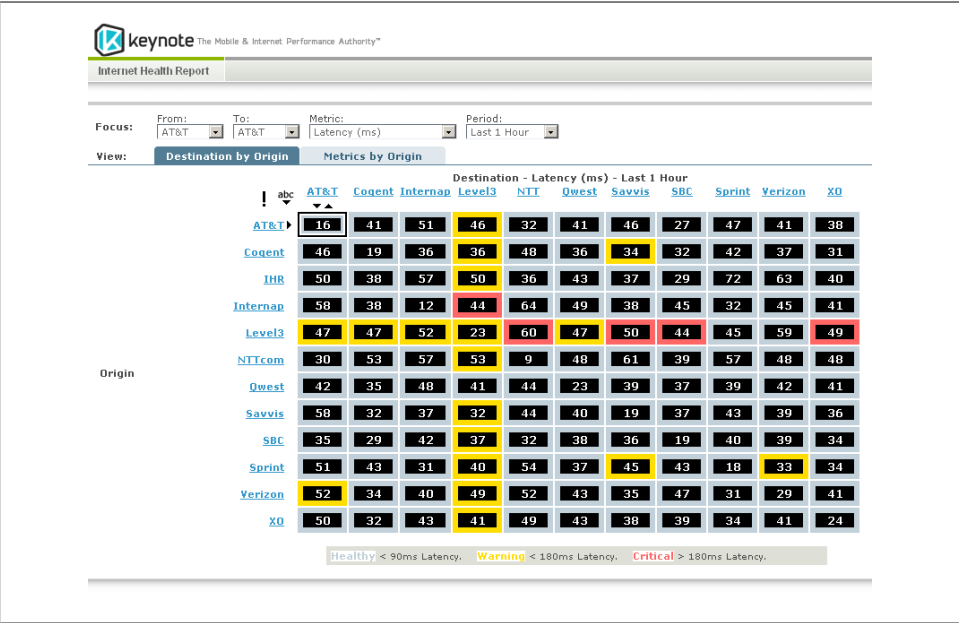 keynote The Mobile & Internet Performance Authority™
Internet Health Report
Focus: From: To: Metric: Period:
AT&T AT&T Latency (ms) Last 1 Hour
View: Destination by Origin Metrics by Origin
Destination - Latency (ms) - Last 1 Hour
! abc AT&T Cogent Internap Level3 NTT Qwest Savvis SBC Sprint Verizon XO
AT&T 16 41 51 46 32 41 46 27 47 41 38
Cogent 46 19 36 36 48 36 34 32 42 37 31
IHR 50 38 57 50 36 43 37 29 72 63 40
Internap 58 38 12 44 64 49 38 45 32 45 41
Level3 47 47 52 23 60 47 50 44 45 59 49
NTTcom 30 53 57 53 9 48 61 39 57 48 48
Origin
Qwest 42 35 48 41 44 23 39 37 39 42 41
Savvis 58 32 37 32 44 40 19 37 43 39 36
SBC 35 29 42 37 32 38 36 19 40 39 34
Sprint 51 43 31 40 54 37 45 43 18 33 34
Verizon 52 34 40 49 52 43 35 47 31 29 41
XO 50 32 43 41 49 43 38 39 34 41 24
Healthy < 90ms Latency. Warning < 180ms Latency. Critical > 180ms Latency.